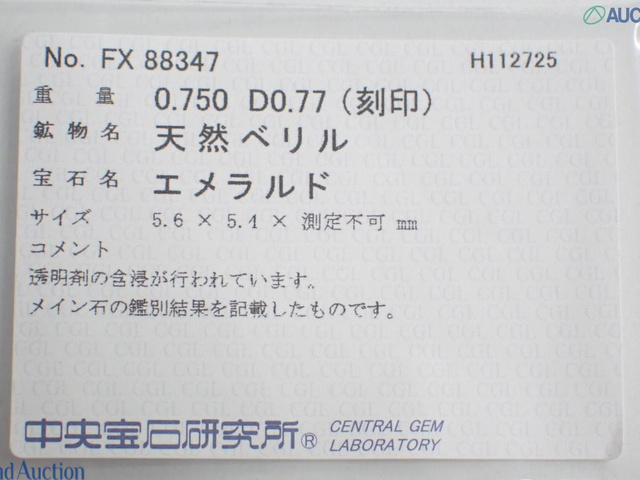 AUC
No. FX 88347 H112725
重 量 0.750 D0.77 (刻印)
鉱物名 天然ベリル
宝石名 エメラルド
サイズ 5.6 × 5.4 × 測定不可 mm
コメント
透明剤の含浸が行われています。
メイン石の鑑別結果を記載したものです。
中央宝石研究所® CENTRAL GEM
LABORATORY
nd Auction